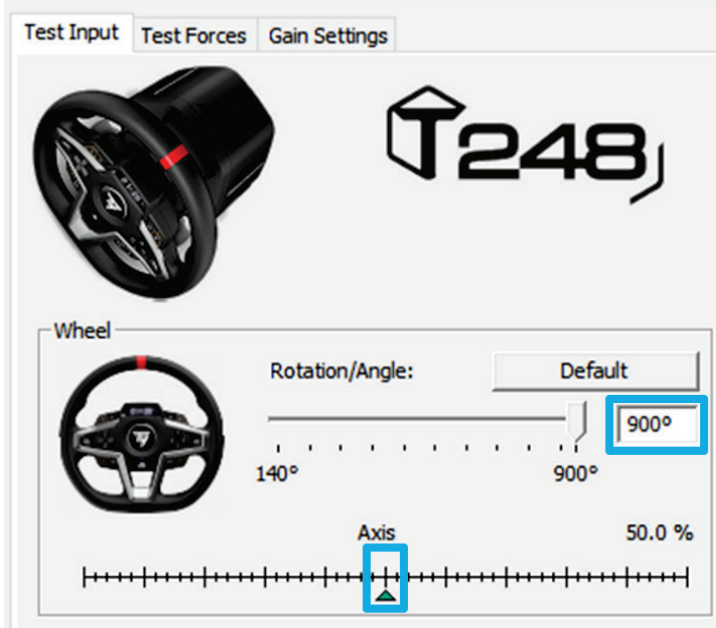 Test Input Test Forces Gain Settings
T248
Wheel
Rotation/Angle: Default
900°
140° 900°
Axis 50.0 %